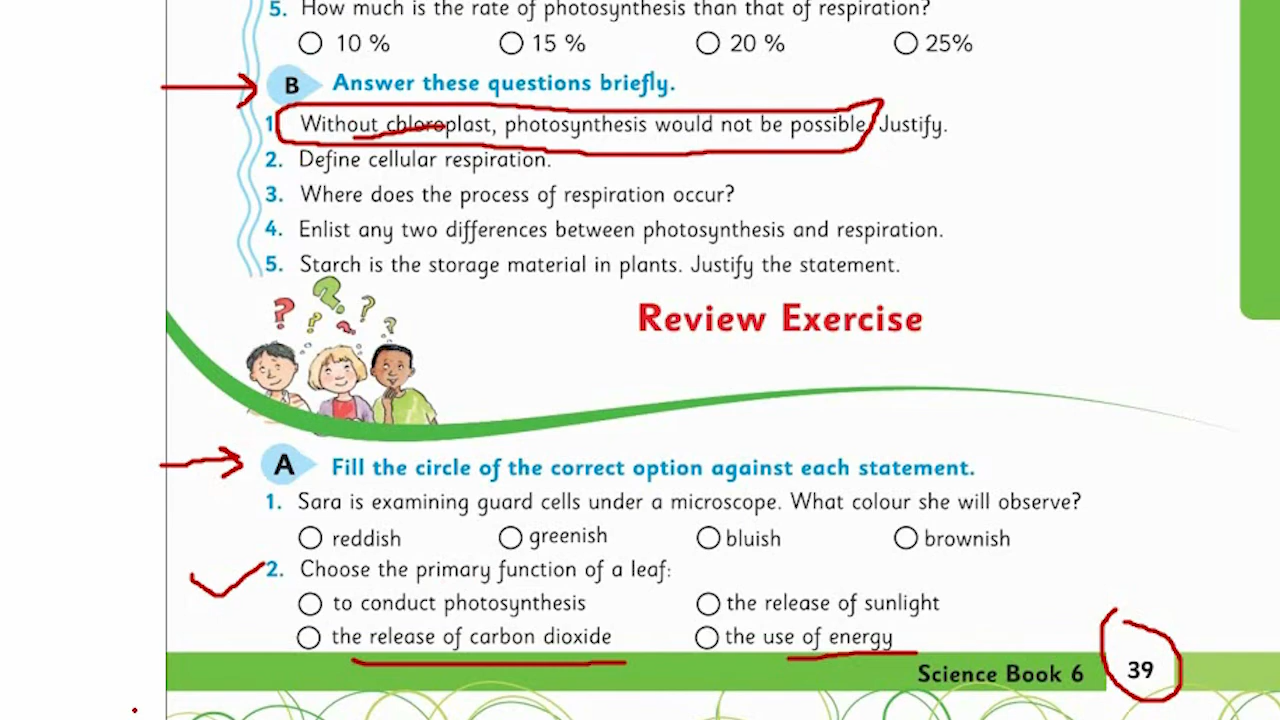 5. How much is the rate of photosynthesis than that of respiration?
10 % 15 % 20 % 25%
B Answer these questions briefly.
1. Without chloroplast, photosynthesis would not be possible. Justify.
2. Define cellular respiration.
3. Where does the process of respiration occur?
4. Enlist any two differences between photosynthesis and respiration.
5. Starch is the storage material in plants. Justify the statement.
Review Exercise
A Fill the circle of the correct option against each statement.
1. Sara is examining guard cells under a microscope. What colour she will observe?
reddish greenish bluish brownish
2. Choose the primary function of a leaf:
to conduct photosynthesis the release of sunlight
the release of carbon dioxide the use of energy
Science Book 6 39